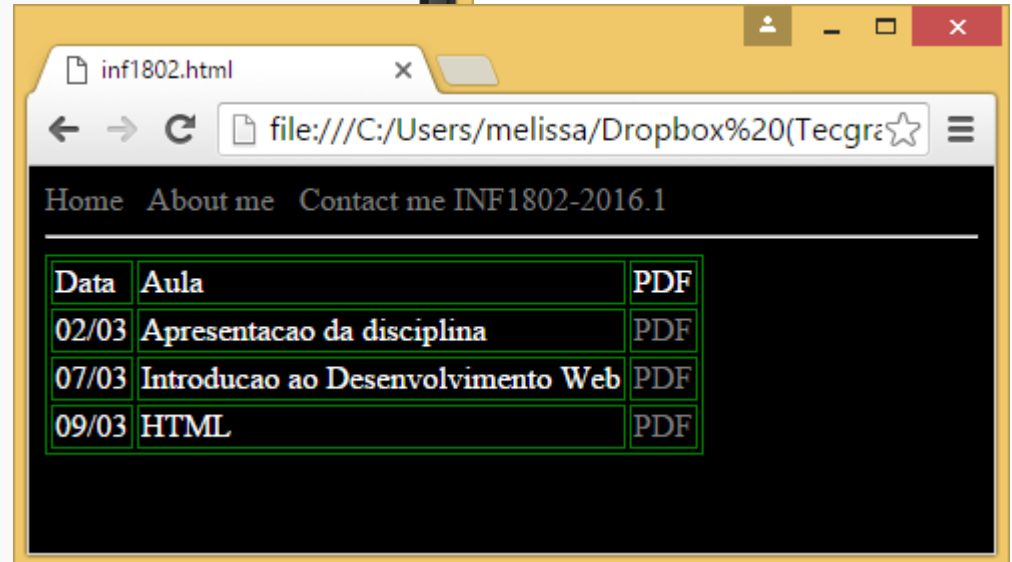 inf1802.html
file:///C:/Users/melissa/Dropbox%20(Tecgra
Home About me Contact me INF1802-2016.1
Data Aula PDF
02/03 Apresentacao da disciplina PDF
07/03 Introducao ao Desenvolvimento Web PDF
09/03 HTML PDF